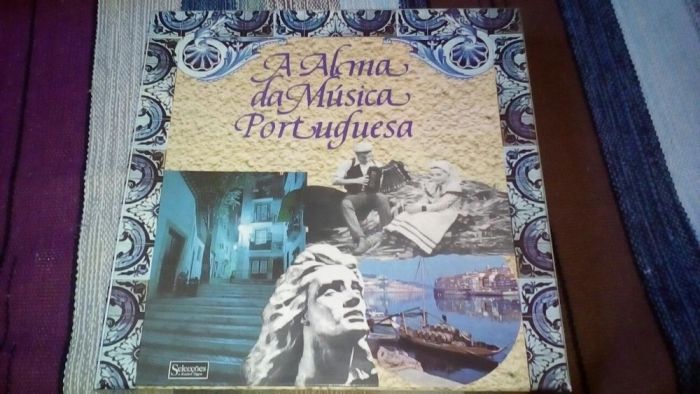 A Alma
da Música
Portuguesa
Selecções